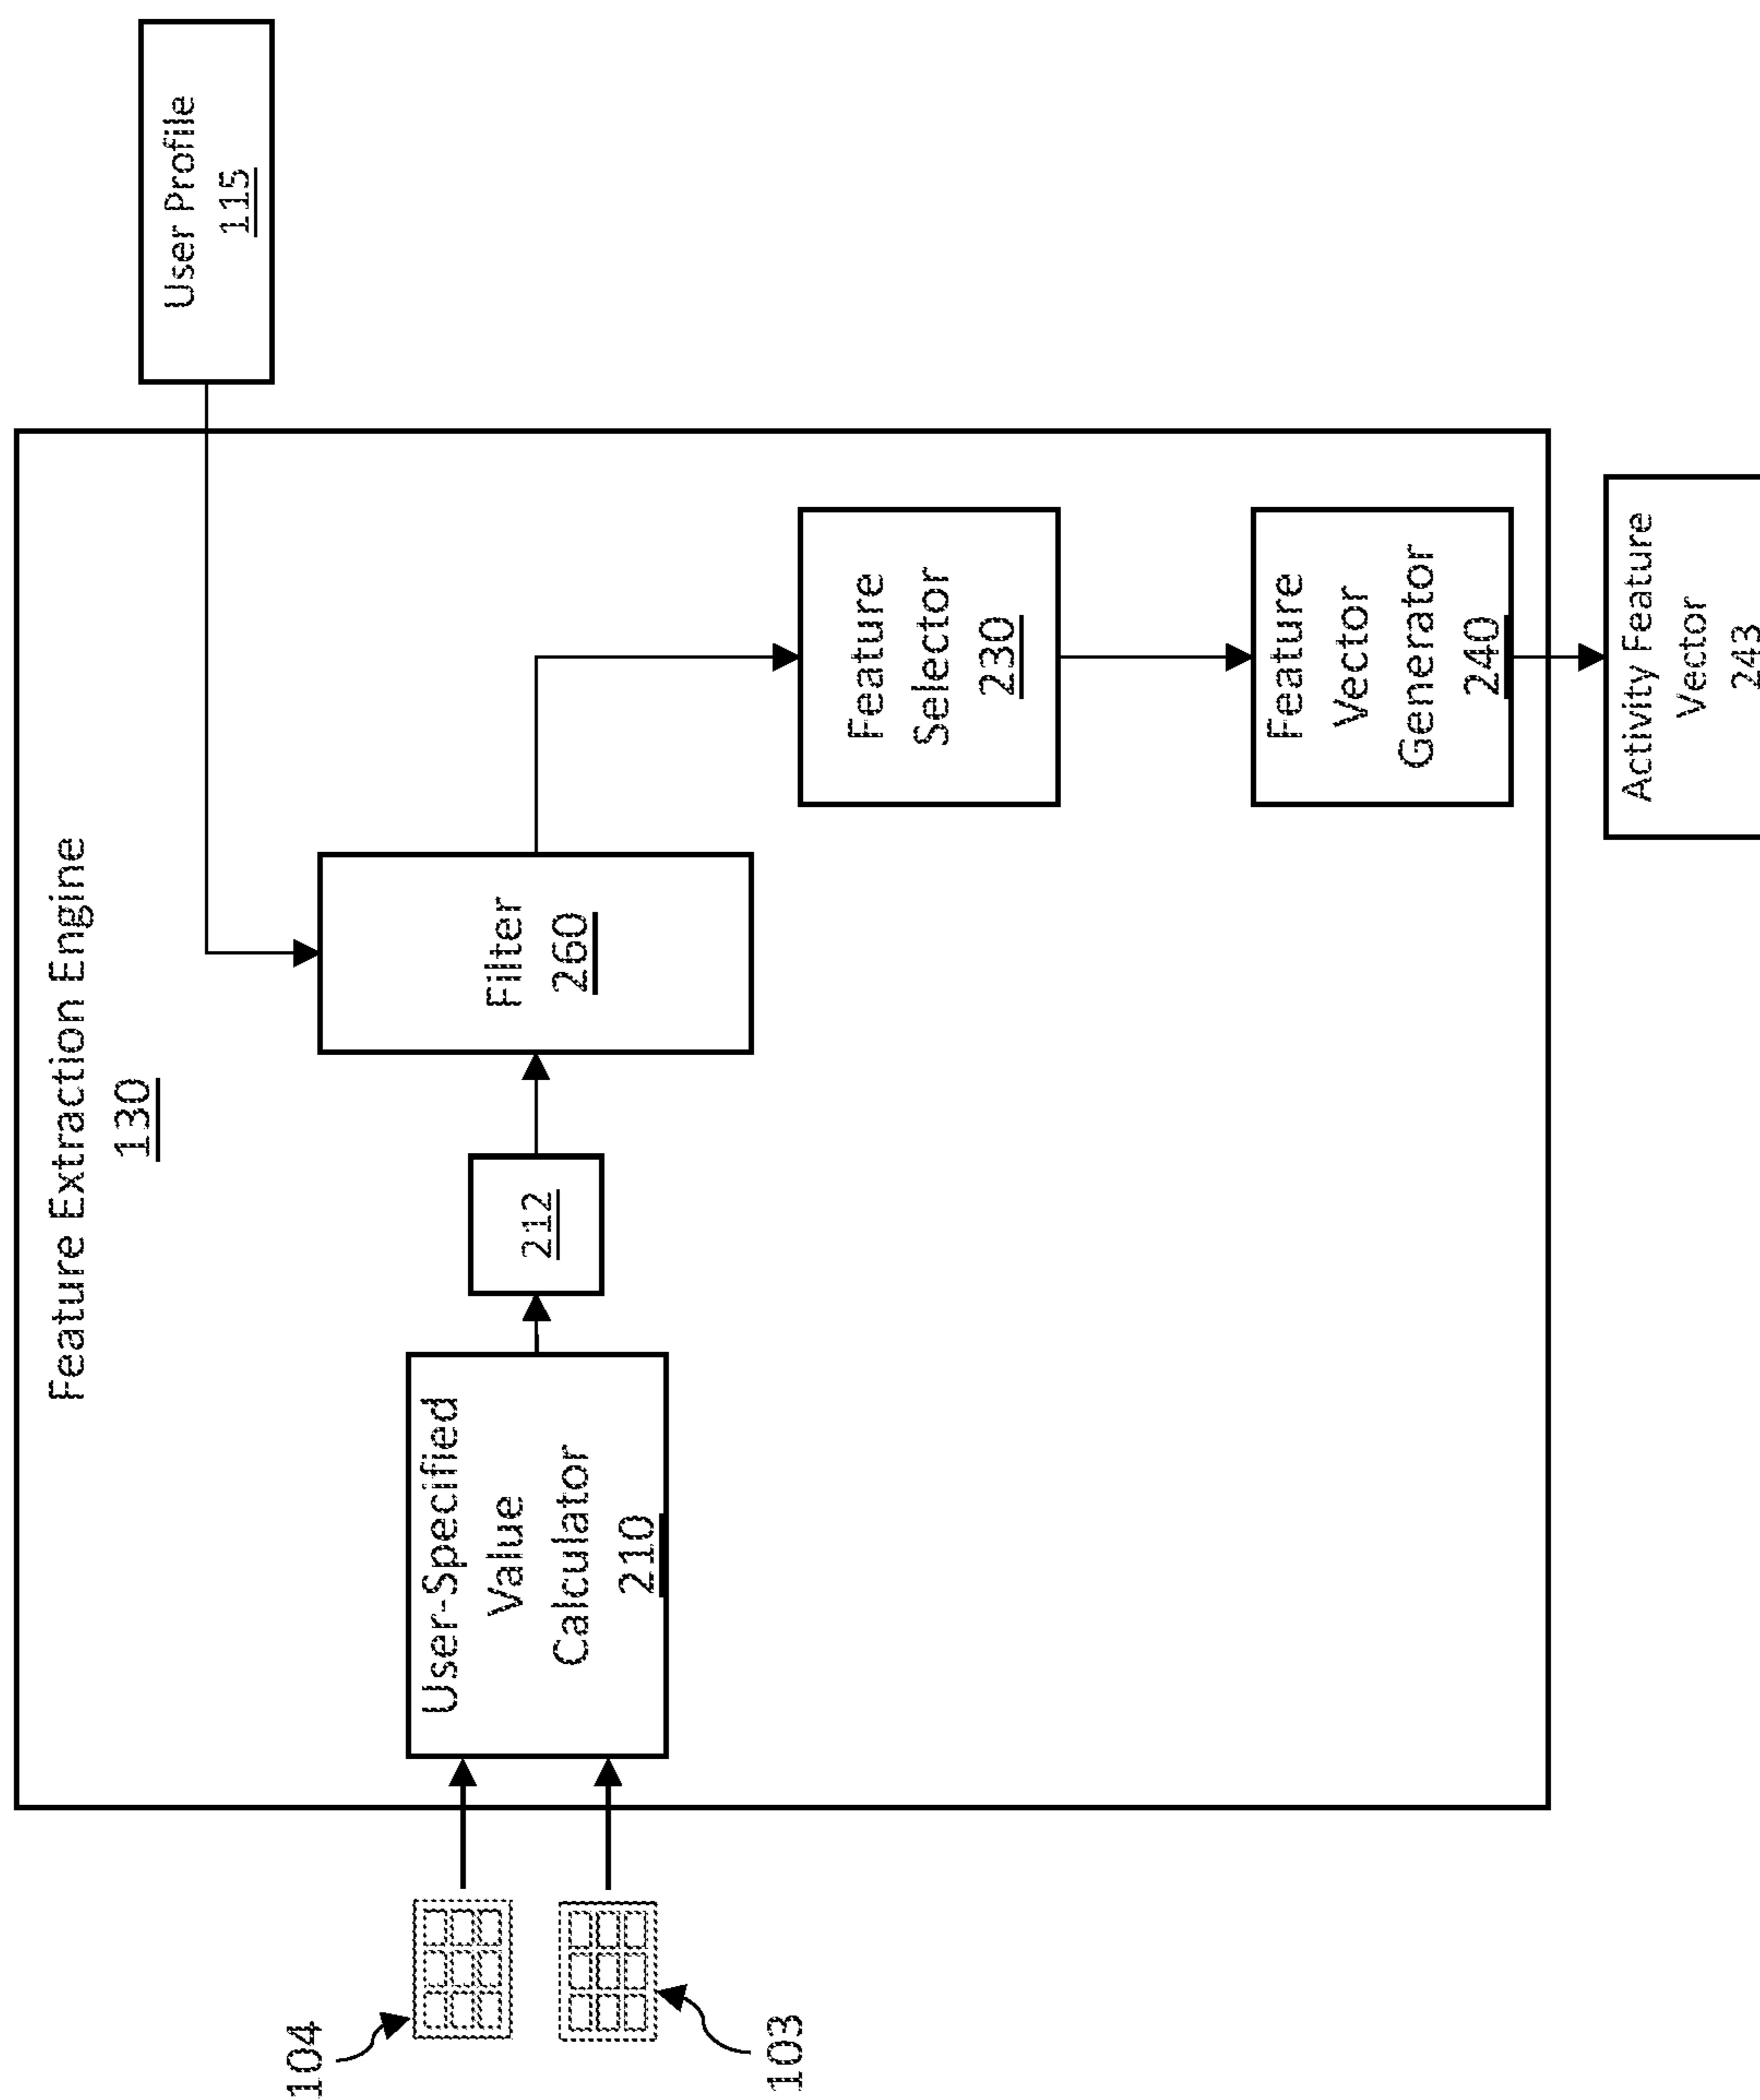 Feature Extraction Engine
130
User Profile
115
104
103
User-Specified
Value
Calculator
210
212
Filter
260
Feature
Selector
230
Feature
Vector
Generator
240
Activity Feature
Vector
243